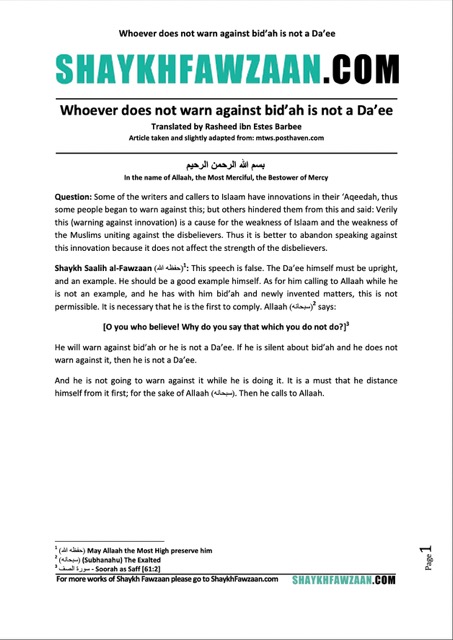 Whoever does not warn against bid’ah is not a Da’ee
SHAYKHFAWZAAN.COM
Whoever does not warn against bid’ah is not a Da’ee
Translated by Rasheed ibn Estes Barbee
Article taken and slightly adapted from: mtws.posthaven.com
بسم الله الرحمن الرحيم
In the name of Allaah, the Most Merciful, the Bestower of Mercy
Question: Some of the writers and callers to Islaam have innovations in their ‘Aqeedah, thus
some people began to warn against this; but others hindered them from this and said: Verily
this (warning against innovation) is a cause for the weakness of Islaam and the weakness of
the Muslims uniting against the disbelievers. Thus it is better to abandon speaking against
this innovation because it does not affect the strength of the disbelievers.
Shaykh Saalih al-Fawzaan (حفظه الله)1: This speech is false. The Da’ee himself must be upright,
and an example. He should be a good example himself. As for him calling to Allaah while he
is not an example, and he has with him bid’ah and newly invented matters, this is not
permissible. It is necessary that he is the first to comply. Allaah (سبحانه)2 says:
[O you who believe! Why do you say that which you do not do?]3
He will warn against bid’ah or he is not a Da’ee. If he is silent about bid’ah and he does not
warn against it, then he is not a Da’ee.
And he is not going to warn against it while he is doing it. It is a must that he distance
himself from it first; for the sake of Allaah (سبحانه). Then he calls to Allaah.
1 (حفظه الله) May Allaah the Most High preserve him
2 (سبحانه) (Subhanahu) The Exalted
3 سورة الصف - Soorah as Saff [61:2]
For more works of Shaykh Fawzaan please go to ShaykhFawzaan.com
SHAYKHFAWZAAN.COM
Page 1